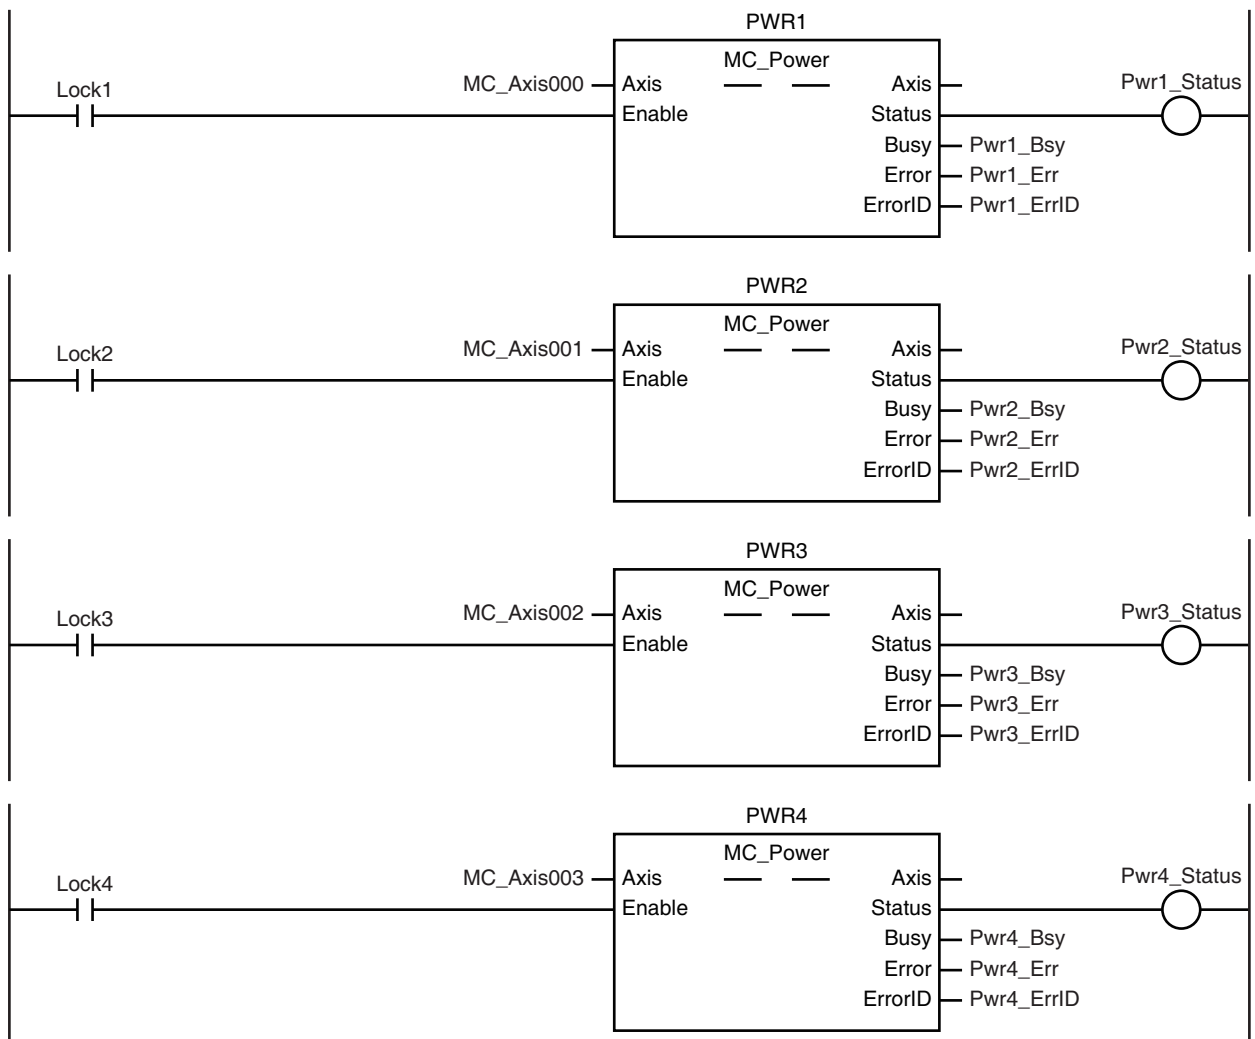 PWR1
MC_Power
Lock1
MC_Axis000 Axis Axis Pwr1_Status
Enable Status
Busy Pwr1_Bsy
Error Pwr1_Err
ErrorID Pwr1_ErrID
PWR2
MC_Power
Lock2
MC_Axis001 Axis Axis Pwr2_Status
Enable Status
Busy Pwr2_Bsy
Error Pwr2_Err
ErrorID Pwr2_ErrID
PWR3
MC_Power
Lock3
MC_Axis002 Axis Axis Pwr3_Status
Enable Status
Busy Pwr3_Bsy
Error Pwr3_Err
ErrorID Pwr3_ErrID
PWR4
MC_Power
Lock4
MC_Axis003 Axis Axis Pwr4_Status
Enable Status
Busy Pwr4_Bsy
Error Pwr4_Err
ErrorID Pwr4_ErrID